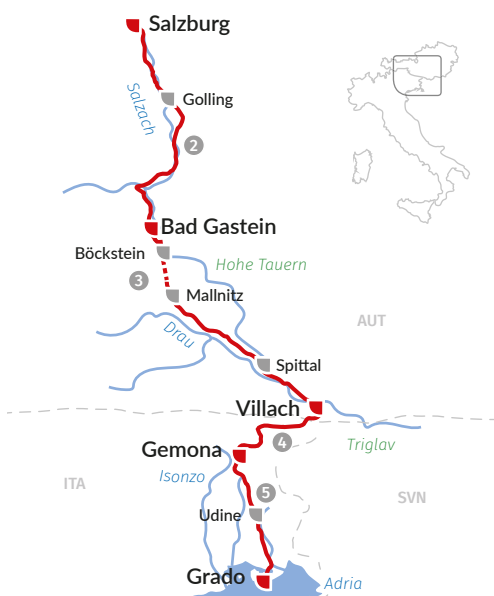 Salzburg
Golling
Salzach
2
Bad Gastein
Böckstein
Hohe Tauern
3
Mallnitz
AUT
Drau
Spittal
Villach
4
Triglav
Gemona
Isonzo
ITA
5
SVN
Udine
Grado
Adria